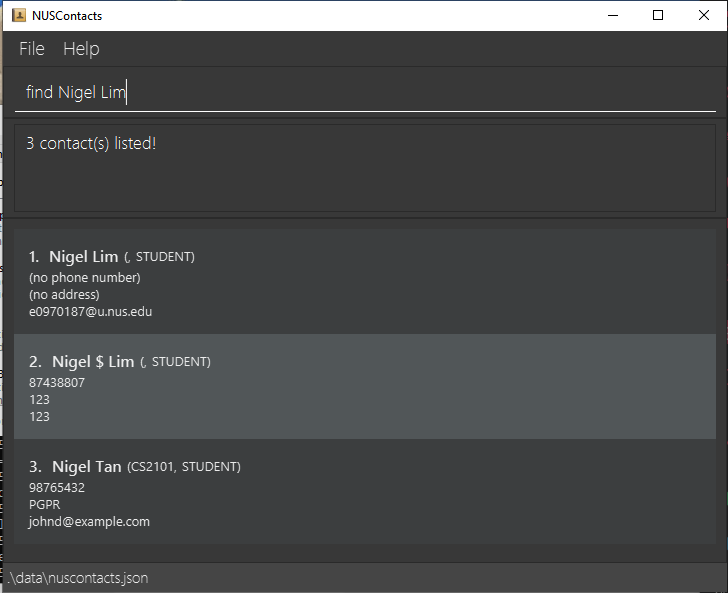 NUSContacts
File Help
find Nigel Lim
3 contact(s) listed!
1. Nigel Lim (, STUDENT)
(no phone number)
(no address)
e0970187@u.nus.edu
2. Nigel $ Lim (, STUDENT)
87438807
123
123
3. Nigel Tan (CS2101, STUDENT)
98765432
PGPR
johnd@example.com
.\data\nuscontacts.json